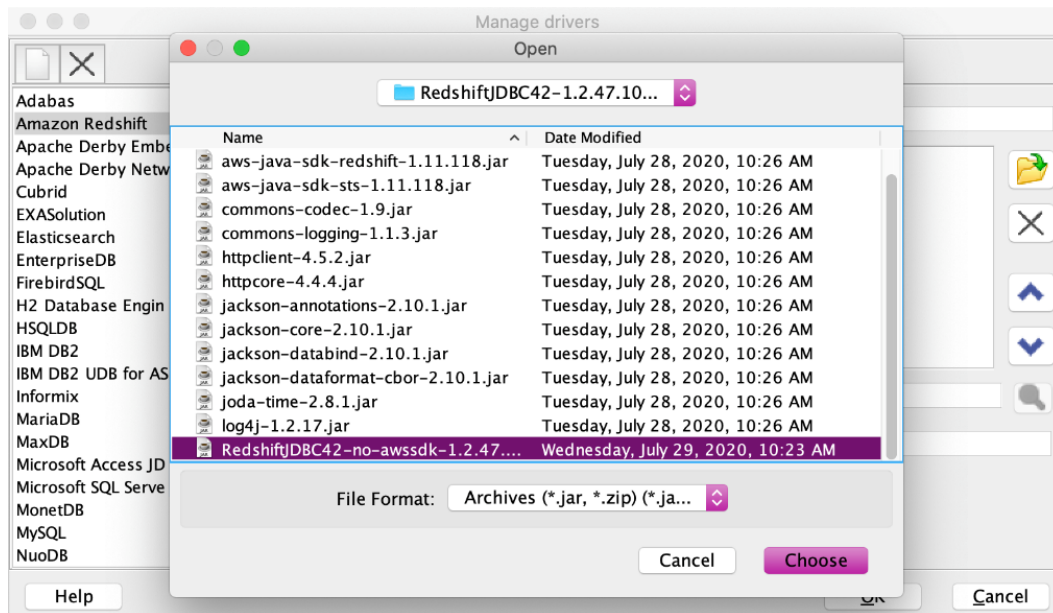 Manage drivers
Open
RedshiftJDBC42-1.2.47.10...
Adabas
Amazon Redshift
Apache Derby Embe
Apache Derby Netw
Cubrid
EXASolution
Elasticsearch
EnterpriseDB
FirebirdSQL
H2 Database Engin
HSQLDB
IBM DB2
IBM DB2 UDB for AS
Informix
MariaDB
MaxDB
Microsoft Access JD
Microsoft SQL Serve
MonetDB
MySQL
NuoDB
Name Date Modified
aws-java-sdk-redshift-1.11.118.jar Tuesday, July 28, 2020, 10:26 AM
aws-java-sdk-sts-1.11.118.jar Tuesday, July 28, 2020, 10:26 AM
commons-codec-1.9.jar Tuesday, July 28, 2020, 10:26 AM
commons-logging-1.1.3.jar Tuesday, July 28, 2020, 10:26 AM
httpclient-4.5.2.jar Tuesday, July 28, 2020, 10:26 AM
httpcore-4.4.4.jar Tuesday, July 28, 2020, 10:26 AM
jackson-annotations-2.10.1.jar Tuesday, July 28, 2020, 10:26 AM
jackson-core-2.10.1.jar Tuesday, July 28, 2020, 10:26 AM
jackson-databind-2.10.1.jar Tuesday, July 28, 2020, 10:26 AM
jackson-dataformat-cbor-2.10.1.jar Tuesday, July 28, 2020, 10:26 AM
joda-time-2.8.1.jar Tuesday, July 28, 2020, 10:26 AM
log4j-1.2.17.jar Tuesday, July 28, 2020, 10:26 AM
RedshiftJDBC42-no-awssdk-1.2.47.... Wednesday, July 29, 2020, 10:23 AM
File Format: Archives (*.jar, *.zip) (*.ja...
Cancel Choose
Help OK Cancel